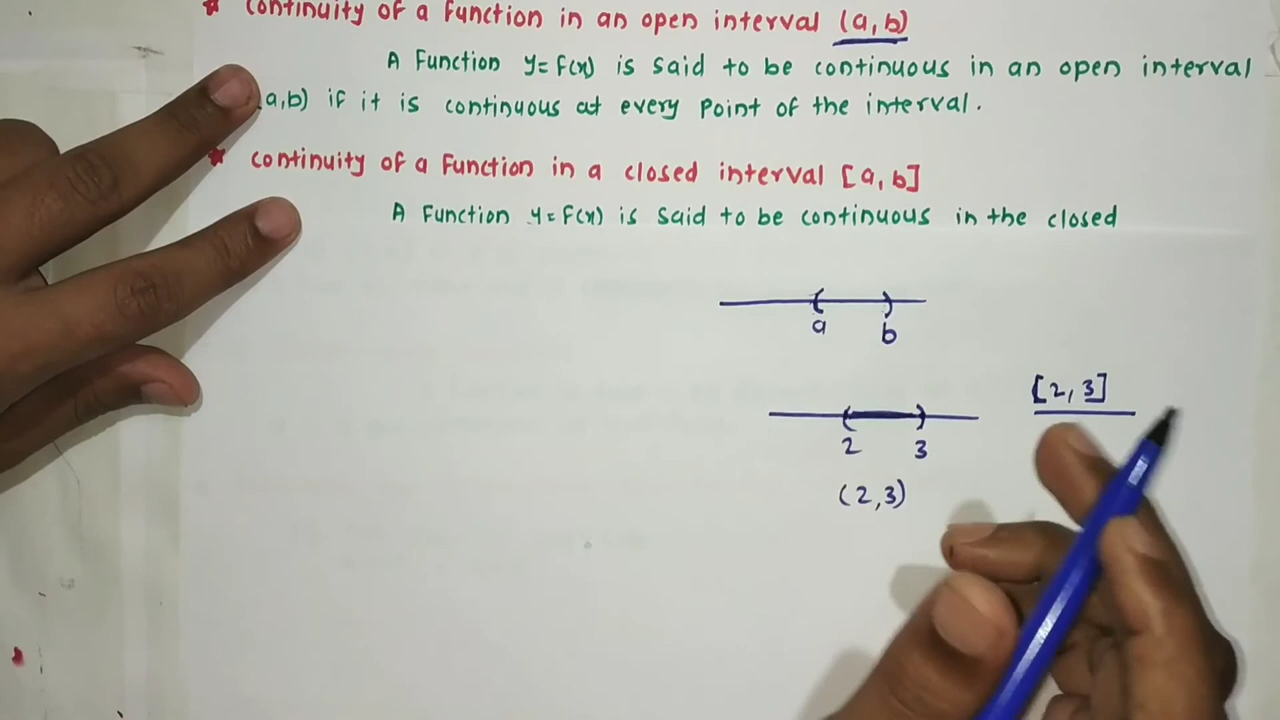 * continuity of a function in an open interval (a, b)
A Function y = f(x) is said to be continuous in an open interval
(a,b) if it is continuous at every point of the interval.
* continuity of a Function in a closed interval [a, b]
A Function y = f(x) is said to be continuous in the closed
a b
[2, 3]
2 3
(2,3)